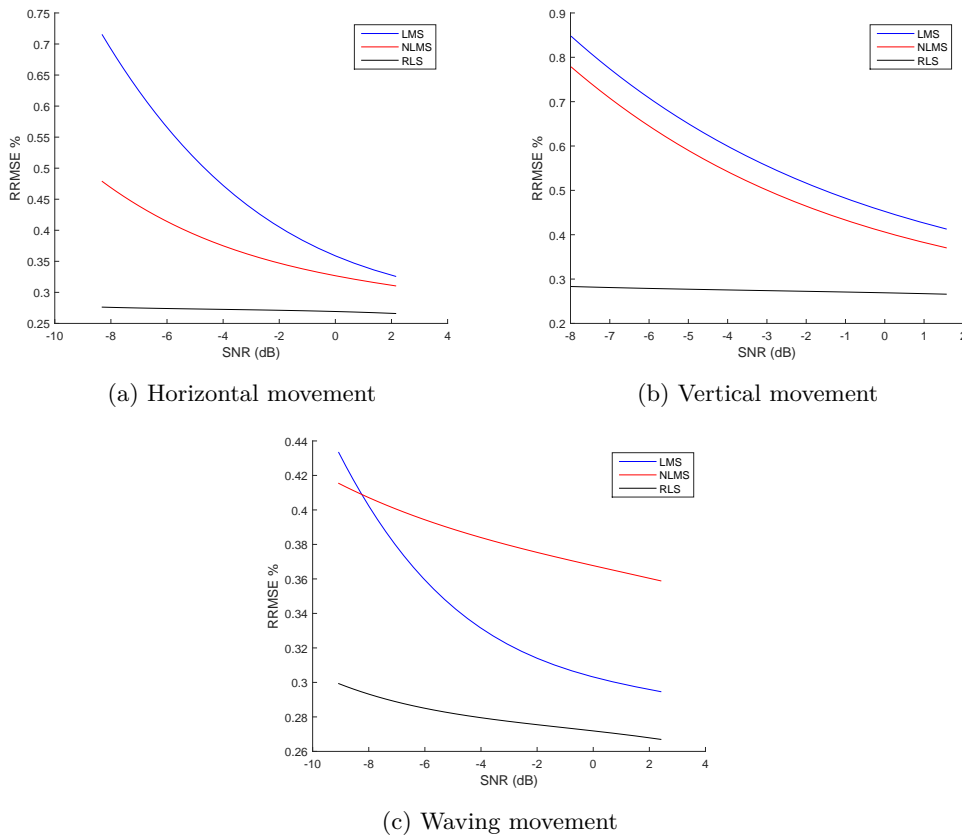 0.75
0.7
0.65
0.6
0.55
0.5
0.45
0.4
0.35
0.3
0.25
RRMSE %
-10 -8 -6 -4 -2 0 2 4
SNR (dB)
LMS
NLMS
RLS
(a) Horizontal movement
0.9
0.8
0.7
0.6
0.5
0.4
0.3
0.2
RRMSE %
-8 -7 -6 -5 -4 -3 -2 -1 0 1 2
SNR (dB)
LMS
NLMS
RLS
(b) Vertical movement
0.44
0.42
0.4
0.38
0.36
0.34
0.32
0.3
0.28
0.26
RRMSE %
-10 -8 -6 -4 -2 0 2 4
SNR (dB)
LMS
NLMS
RLS
(c) Waving movement